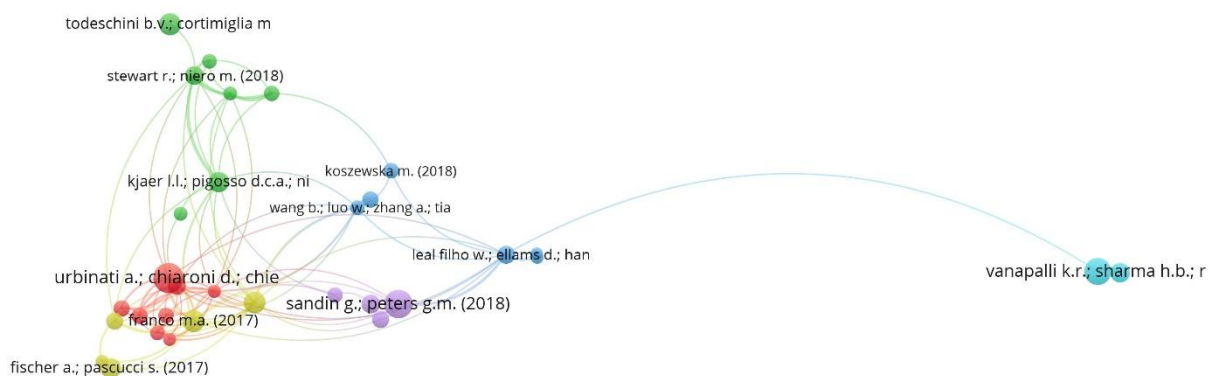 todeschini b.v.; cortimiglia m
stewart r.; niero m. (2018)
kjaer l.l.; pigosso d.c.a.; ni
koszewska m. (2018)
wang b.; luo w.; zhang a.; tia
leal filho w.; ellams d.; han
vanapalli k.r.; sharma h.b.; r
urbinati a.; chiaroni d.; chie
sandin g.; peters g.m. (2018)
franco m.a. (2017)
fischer a.; pascucci s. (2017)